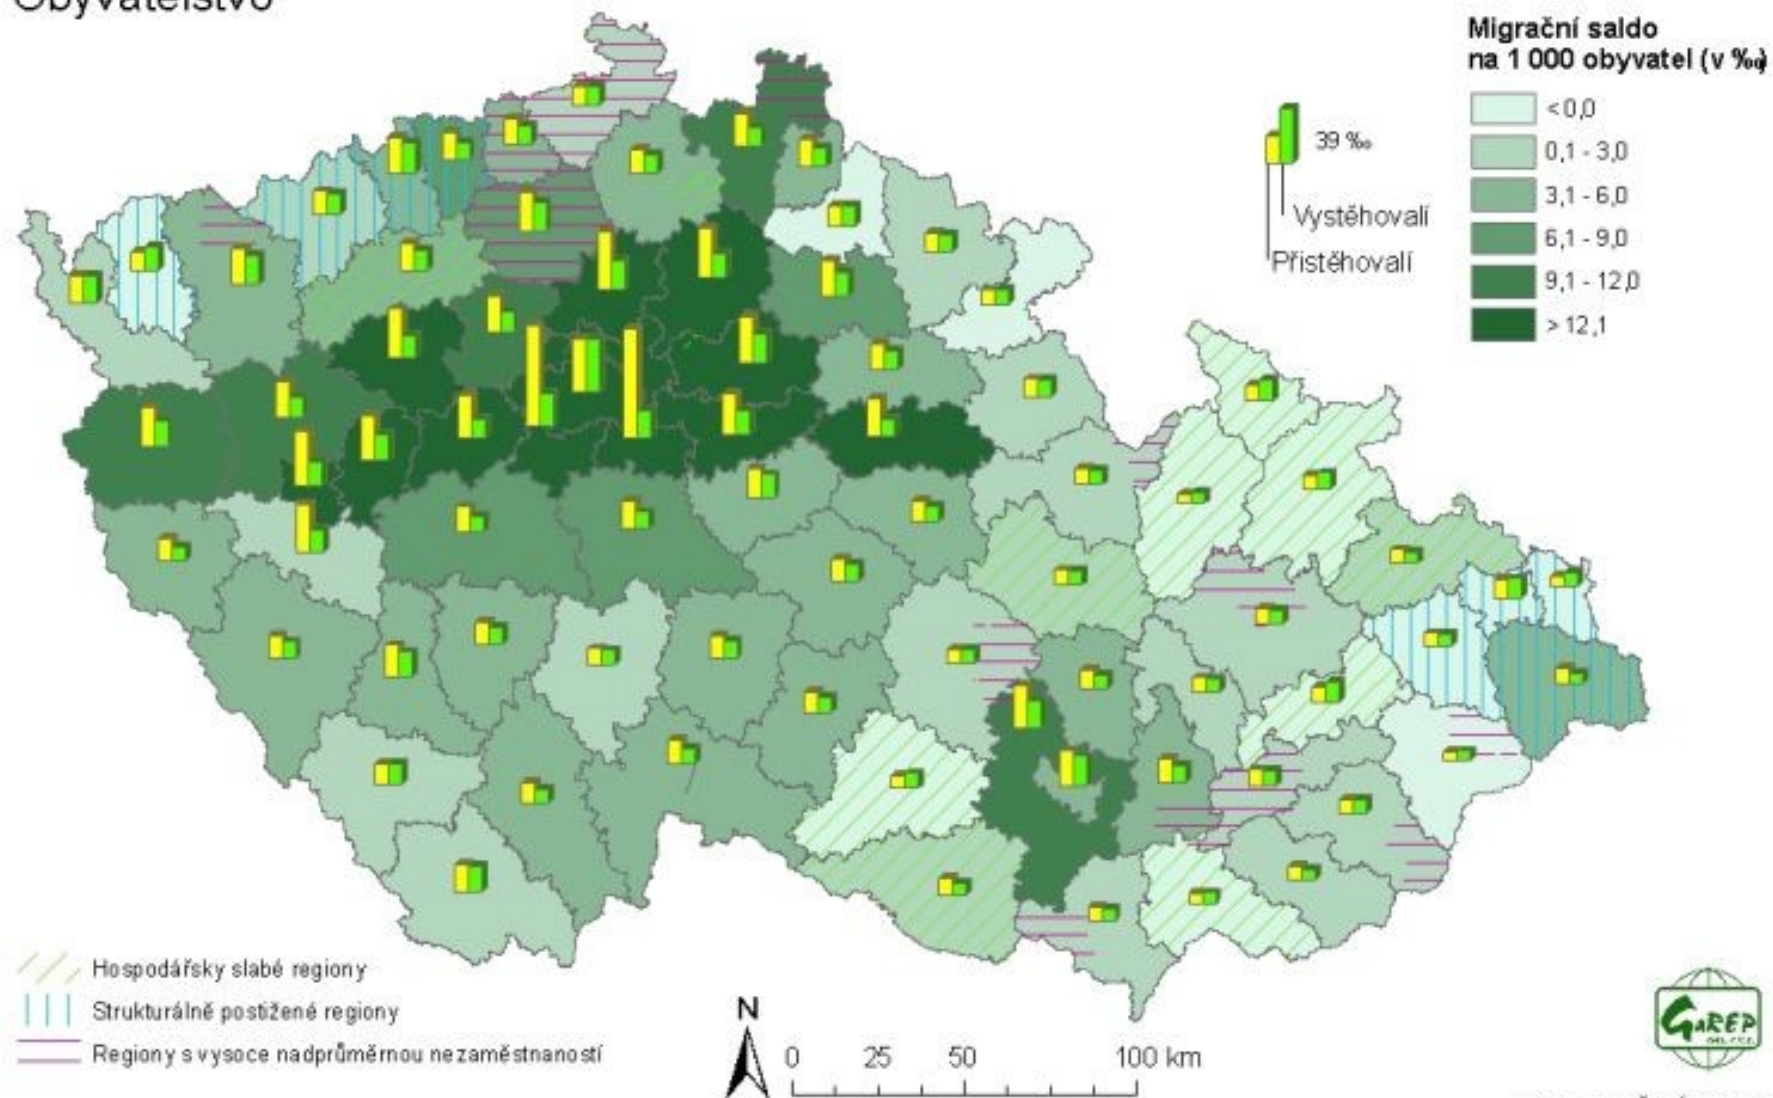 Obyvatelstvo
Migrační saldo
na 1 000 obyvatel (v ‰)
< 0,0
0,1 - 3,0
3,1 - 6,0
6,1 - 9,0
9,1 - 12,0
> 12,1
39 ‰
Vystěhovalí
Přistěhovalí
Hospodářsky slabé regiony
Strukturálně postižené regiony
Regiony s vysoce nadprůměrnou nezaměstnaností
N
0 25 50 100 km
GAREP